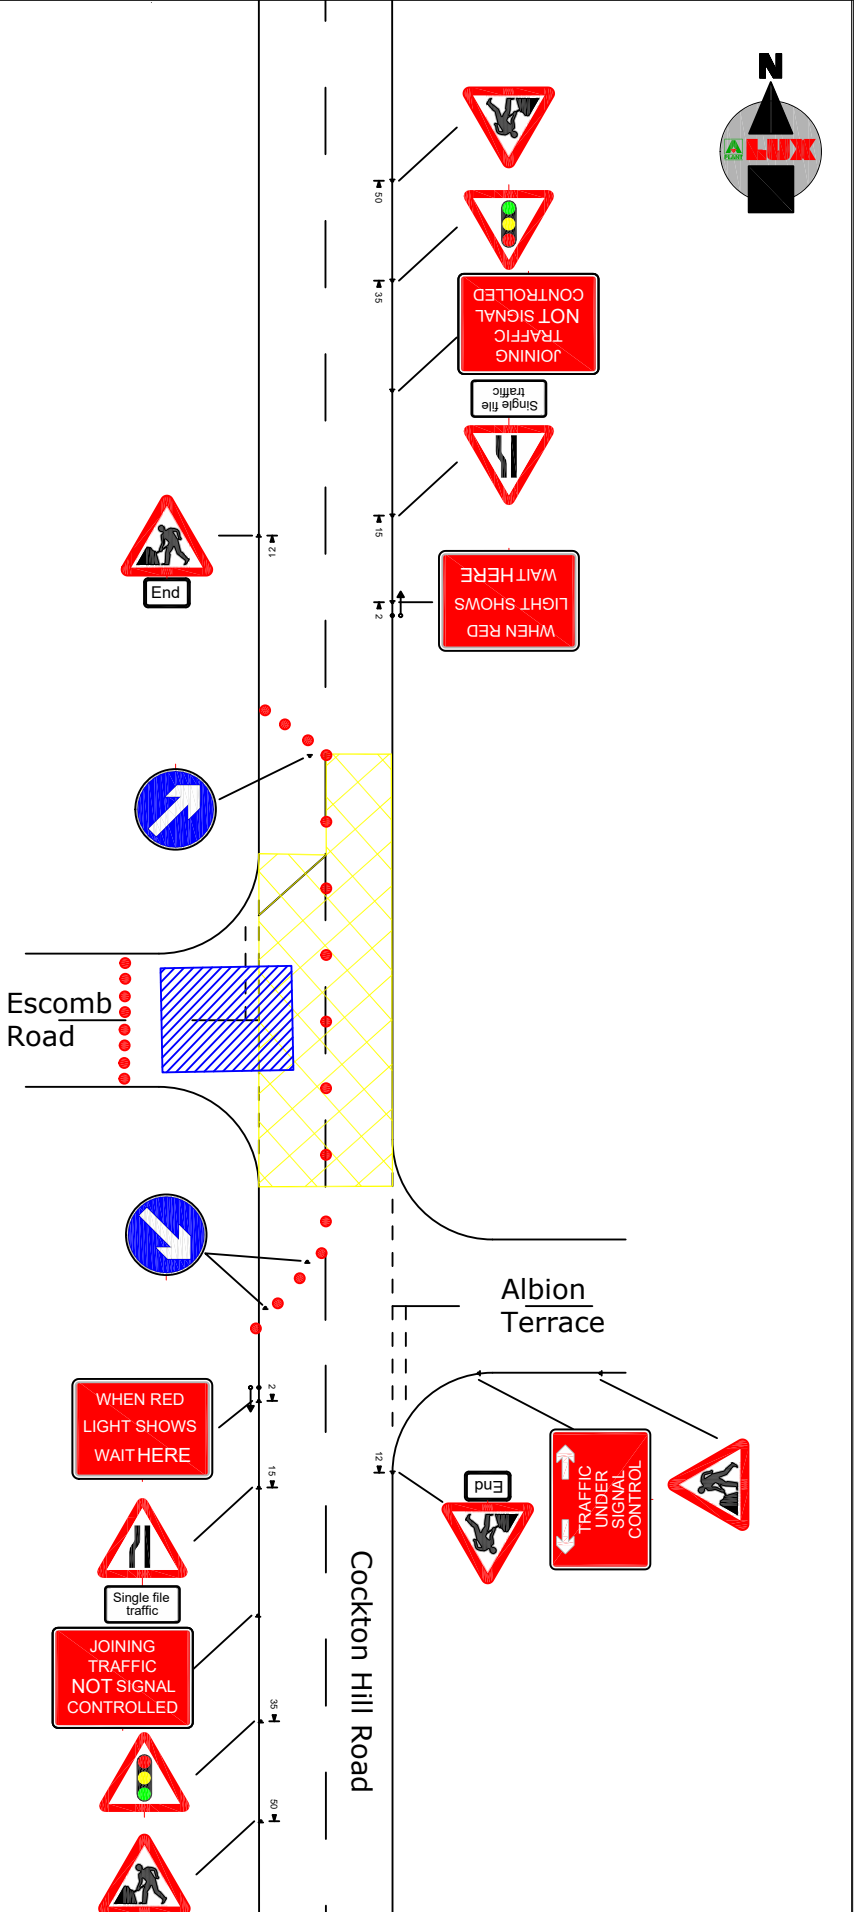 N
A
PLANT
LUX
50
35
JOINING
TRAFFIC
NOT SIGNAL
CONTROLLED
Single file
traffic
15
12
End
WHEN RED
LIGHT SHOWS
WAIT HERE
2
Escomb
Road
Albion
Terrace
2
WHEN RED
LIGHT SHOWS
WAIT HERE
12
End
TRAFFIC
UNDER
SIGNAL
CONTROL
15
Single file
traffic
Cockton Hill Road
JOINING
TRAFFIC
NOT SIGNAL
CONTROLLED
35
50